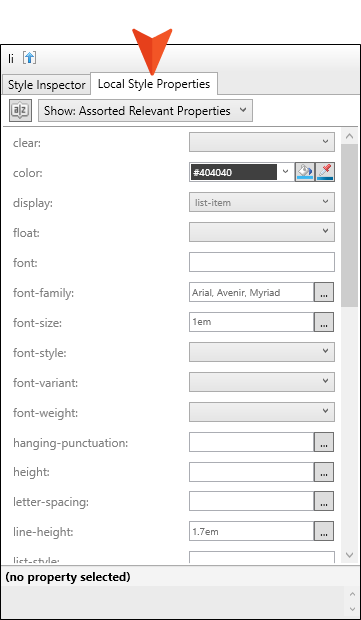 li
Style Inspector Local Style Properties
a z Show: Assorted Relevant Properties
clear:
color: #404040
display: list-item
float:
font:
font-family: Arial, Avenir, Myriad ...
font-size: 1em ...
font-style:
font-variant:
font-weight:
hanging-punctuation: ...
height: ...
letter-spacing: ...
line-height: 1.7em ...
list-style:
(no property selected)